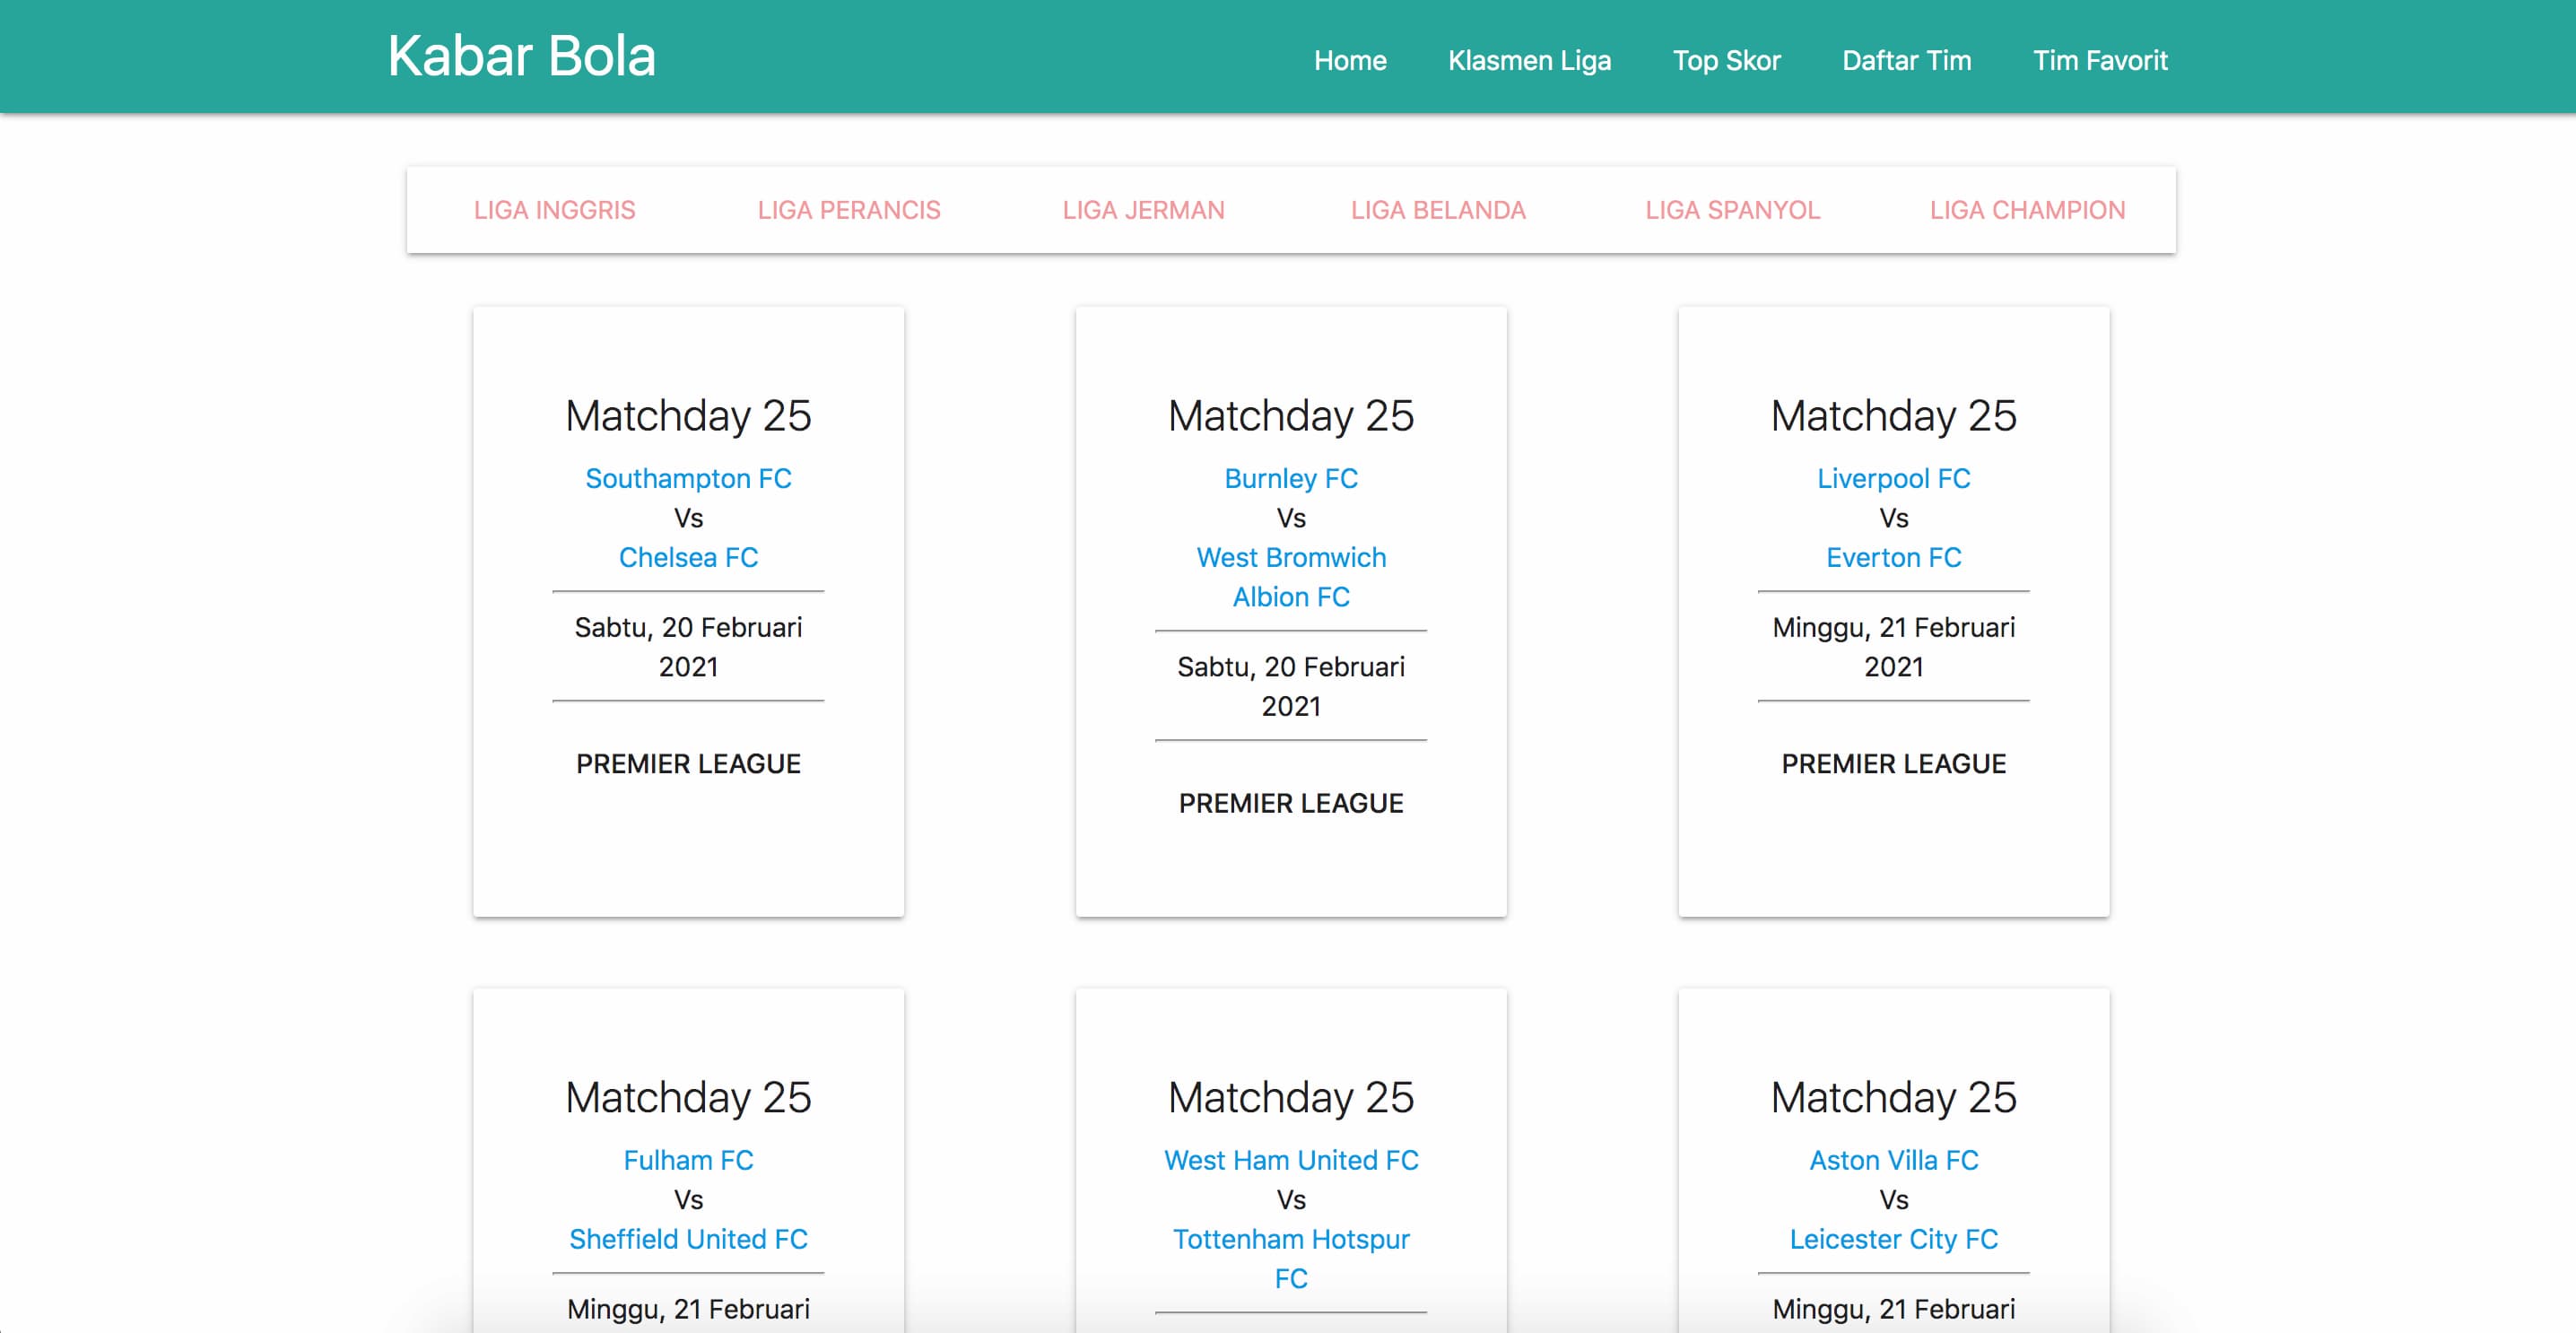 Kabar Bola
Home Klasmen Liga Top Skor Daftar Tim Tim Favorit
LIGA INGGRIS LIGA PERANCIS LIGA JERMAN LIGA BELANDA LIGA SPANYOL LIGA CHAMPION
Matchday 25
Southampton FC
Vs
Chelsea FC
Sabtu, 20 Februari
2021
PREMIER LEAGUE
Matchday 25
Burnley FC
Vs
West Bromwich
Albion FC
Sabtu, 20 Februari
2021
PREMIER LEAGUE
Matchday 25
Liverpool FC
Vs
Everton FC
Minggu, 21 Februari
2021
PREMIER LEAGUE
Matchday 25
Fulham FC
Vs
Sheffield United FC
Minggu, 21 Februari
Matchday 25
West Ham United FC
Vs
Tottenham Hotspur
FC
Matchday 25
Aston Villa FC
Vs
Leicester City FC
Minggu, 21 Februari